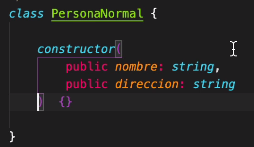 class PersonaNormal {
constructor(
public nombre: string,
public direccion: string
) {}
}